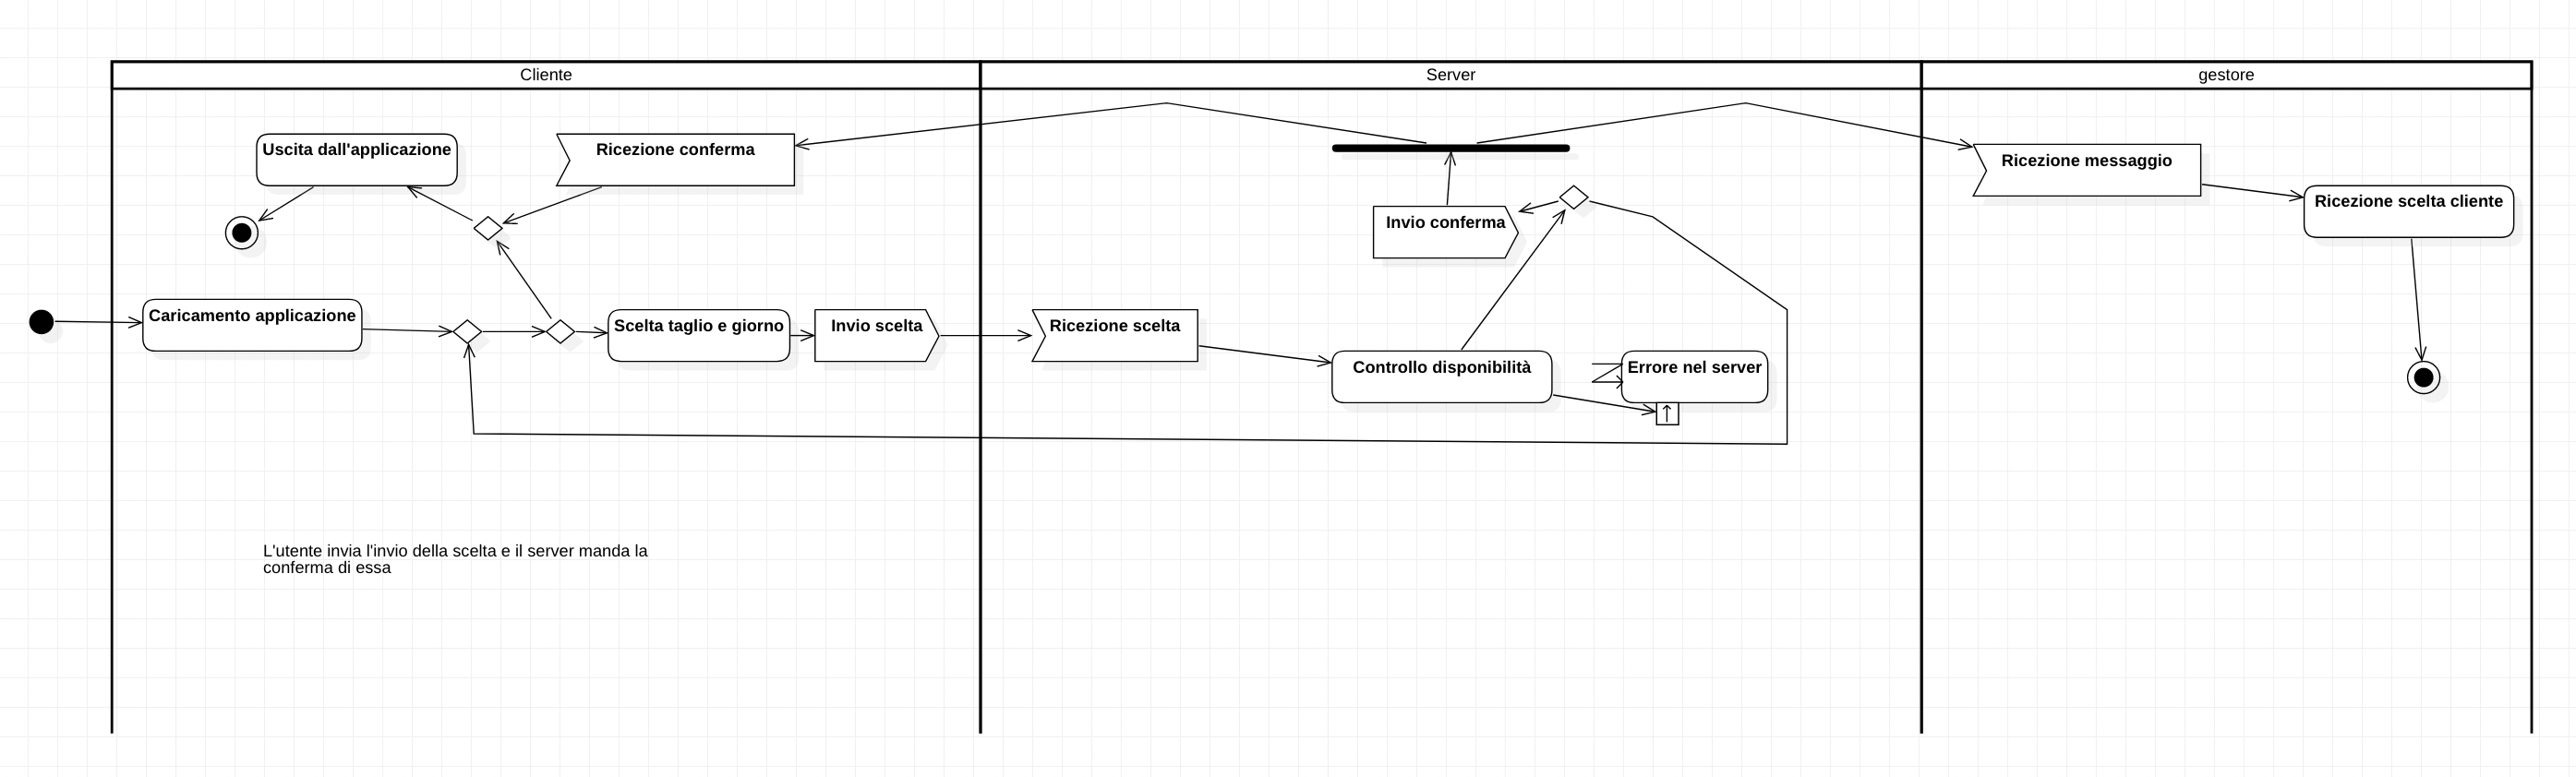 Cliente
Server
gestore
Uscita dall'applicazione
Ricezione conferma
Ricezione messaggio
Ricezione scelta cliente
Invio conferma
Caricamento applicazione
Scelta taglio e giorno
Invio scelta
Ricezione scelta
Controllo disponibilità
Errore nel server
L'utente invia l'invio della scelta e il server manda la
conferma di essa